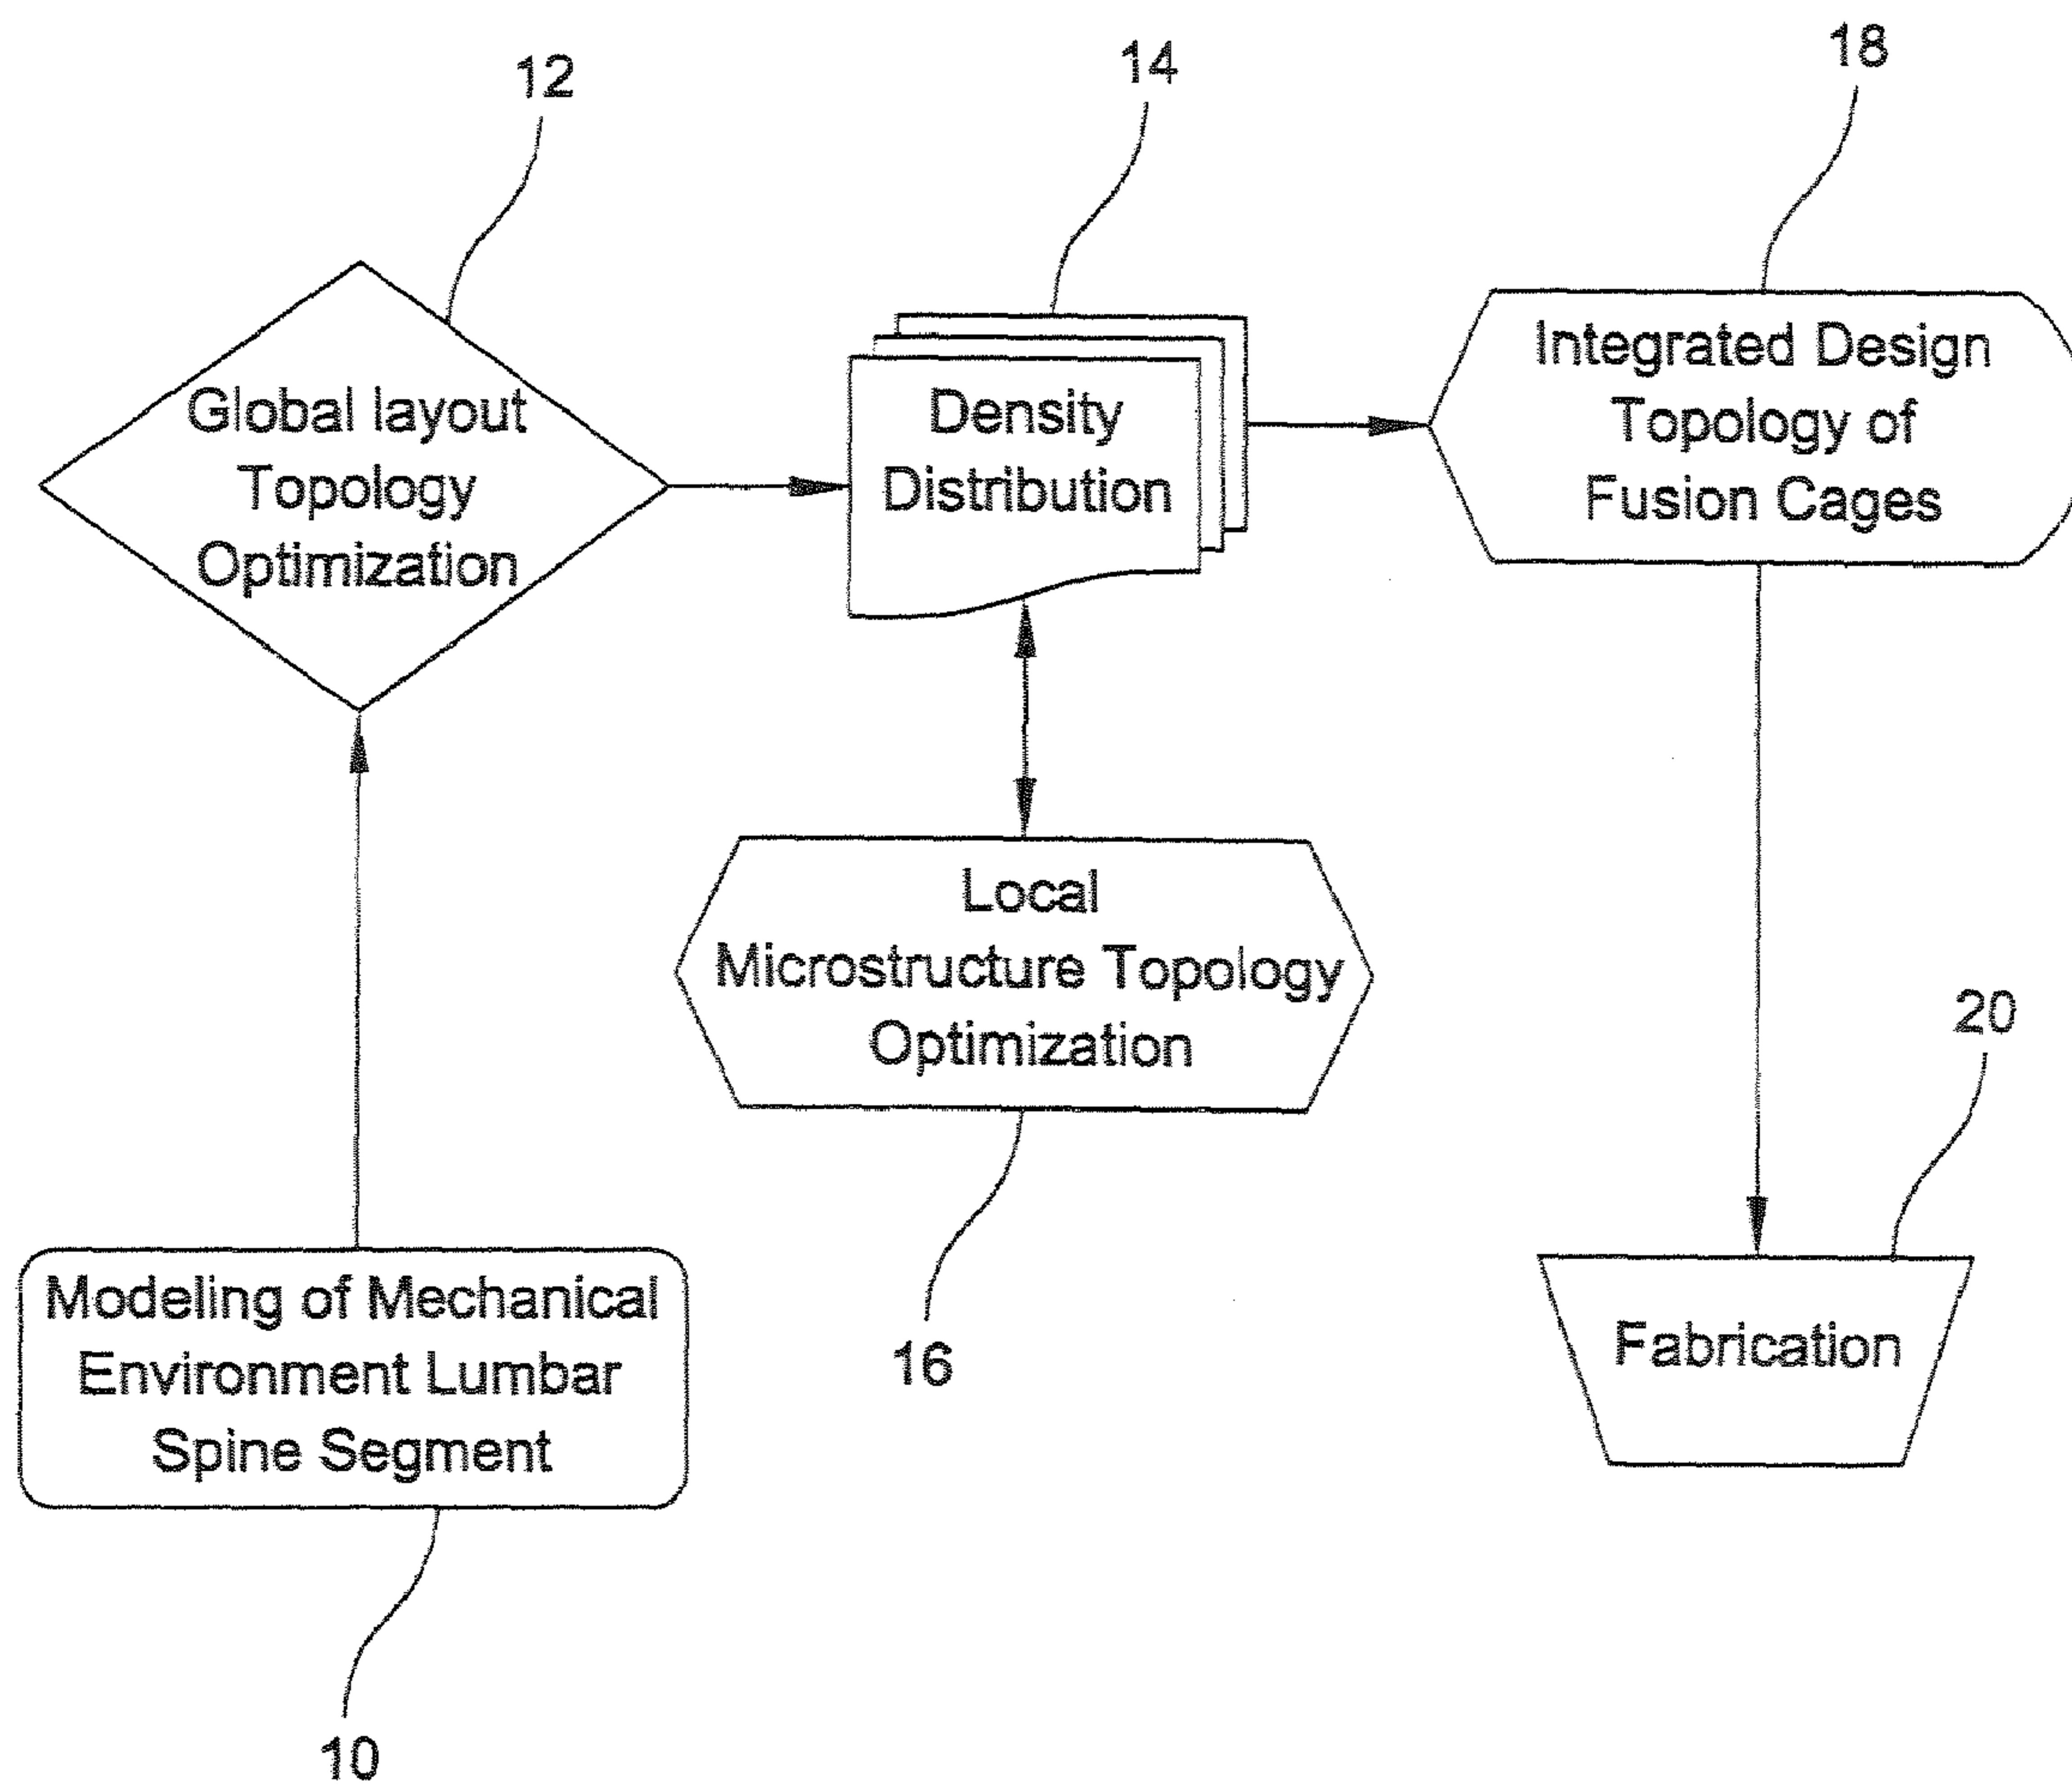 12
14
18
Global layout
Topology
Optimization
Density
Distribution
Integrated Design
Topology of
Fusion Cages
Local
Microstructure Topology
Optimization
16
20
Modeling of Mechanical
Environment Lumbar
Spine Segment
Fabrication
10